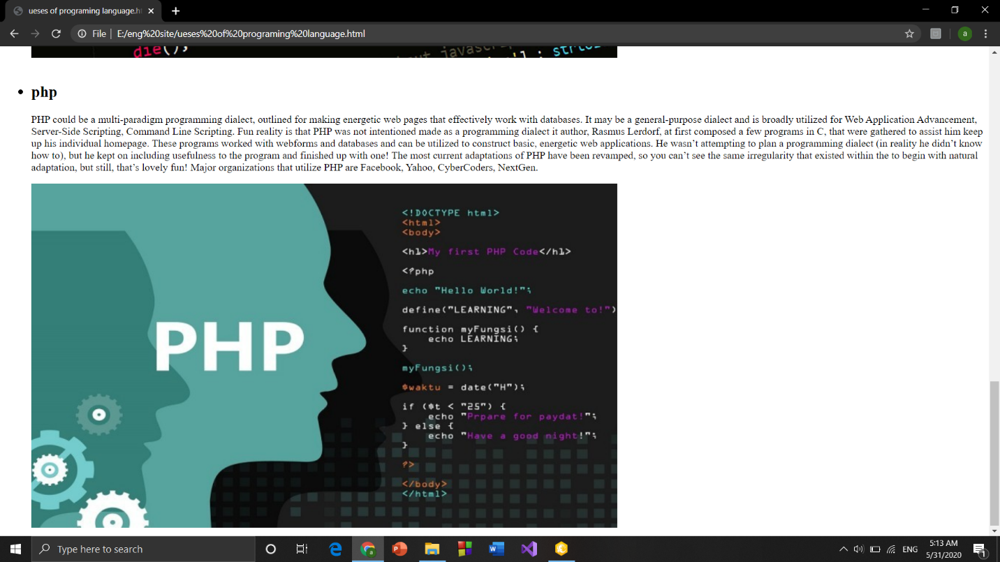 ueses of programing language.ht
File | E:/eng%20site/ueses%20of%20programing%20language.html
a
die();
javascr
php
PHP could be a multi-paradigm programming dialect, outlined for making energetic web pages that effectively work with databases. It may be a general-purpose dialect and is broadly utilized for Web Application Advancement,
Server-Side Scripting, Command Line Scripting. Fun reality is that PHP was not intentioned made as a programming dialect it author, Rasmus Lerdorf, at first composed a few programs in C, that were gathered to assist him keep
up his individual homepage. These programs worked with webforms and databases and can be utilized to construct basic, energetic web applications. He wasn’t attempting to plan a programming dialect (in reality he didn’t know
how to), but he kept on including usefulness to the program and finished up with one! The most current adaptations of PHP have been revamped, so you can’t see the same irregularity that existed within the to begin with natural
adaptation, but still, that’s lovely fun! Major organizations that utilize PHP are Facebook, Yahoo, CyberCoders, NextGen.
PHP
<!DOCTYPE html>
<html>
<body>
<h1>My first PHP Code</h1>
<?php
echo "Hello World!";
define("LEARNING", "Welcome to!")
function myFungsi() {
echo LEARNING;
}
myFungsi();
$waktu = date("H");
if ($t < "25") {
echo "Prpare for paydat!";
} else {
echo "Have a good night!";
}
?>
</body>
</html>
Type here to search
ENG
5:13 AM
5/31/2020
1